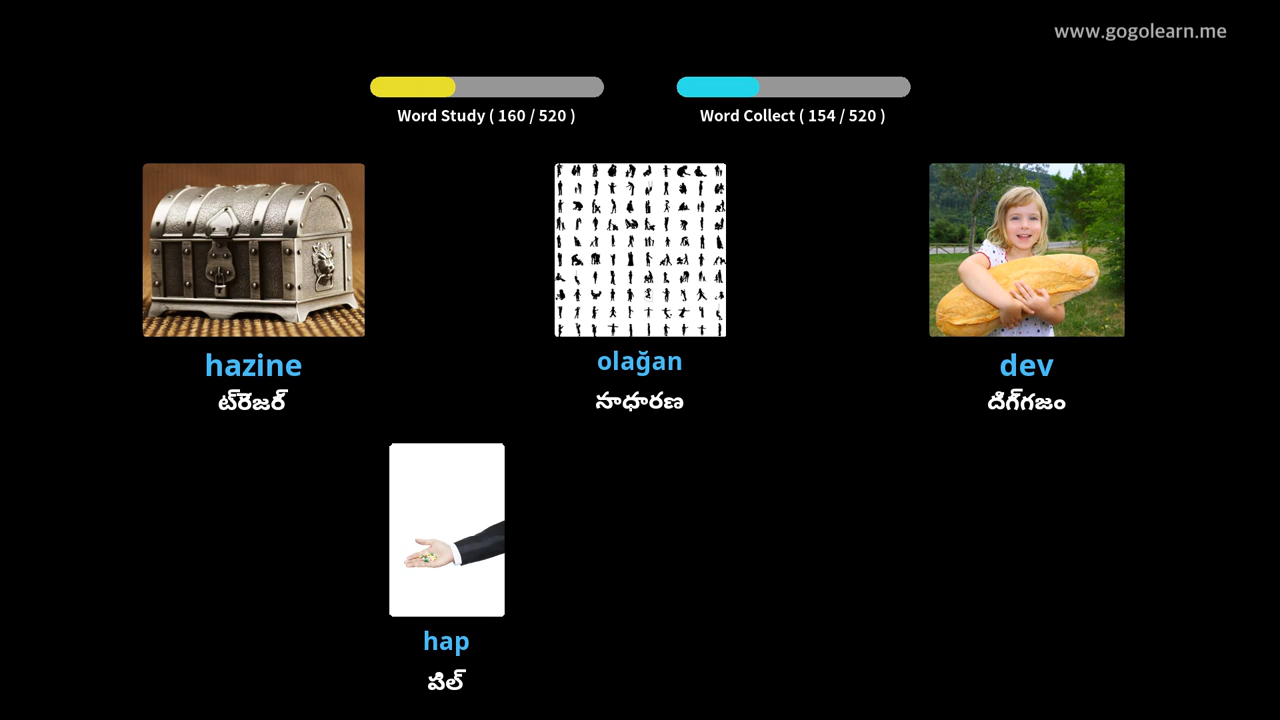 www.gogolearn.me
Word Study ( 160 / 520 )
Word Collect ( 154 / 520 )
hazine
ట్రెజర్
olağan
సాధారణ
dev
దిగ్గజం
hap
పిల్